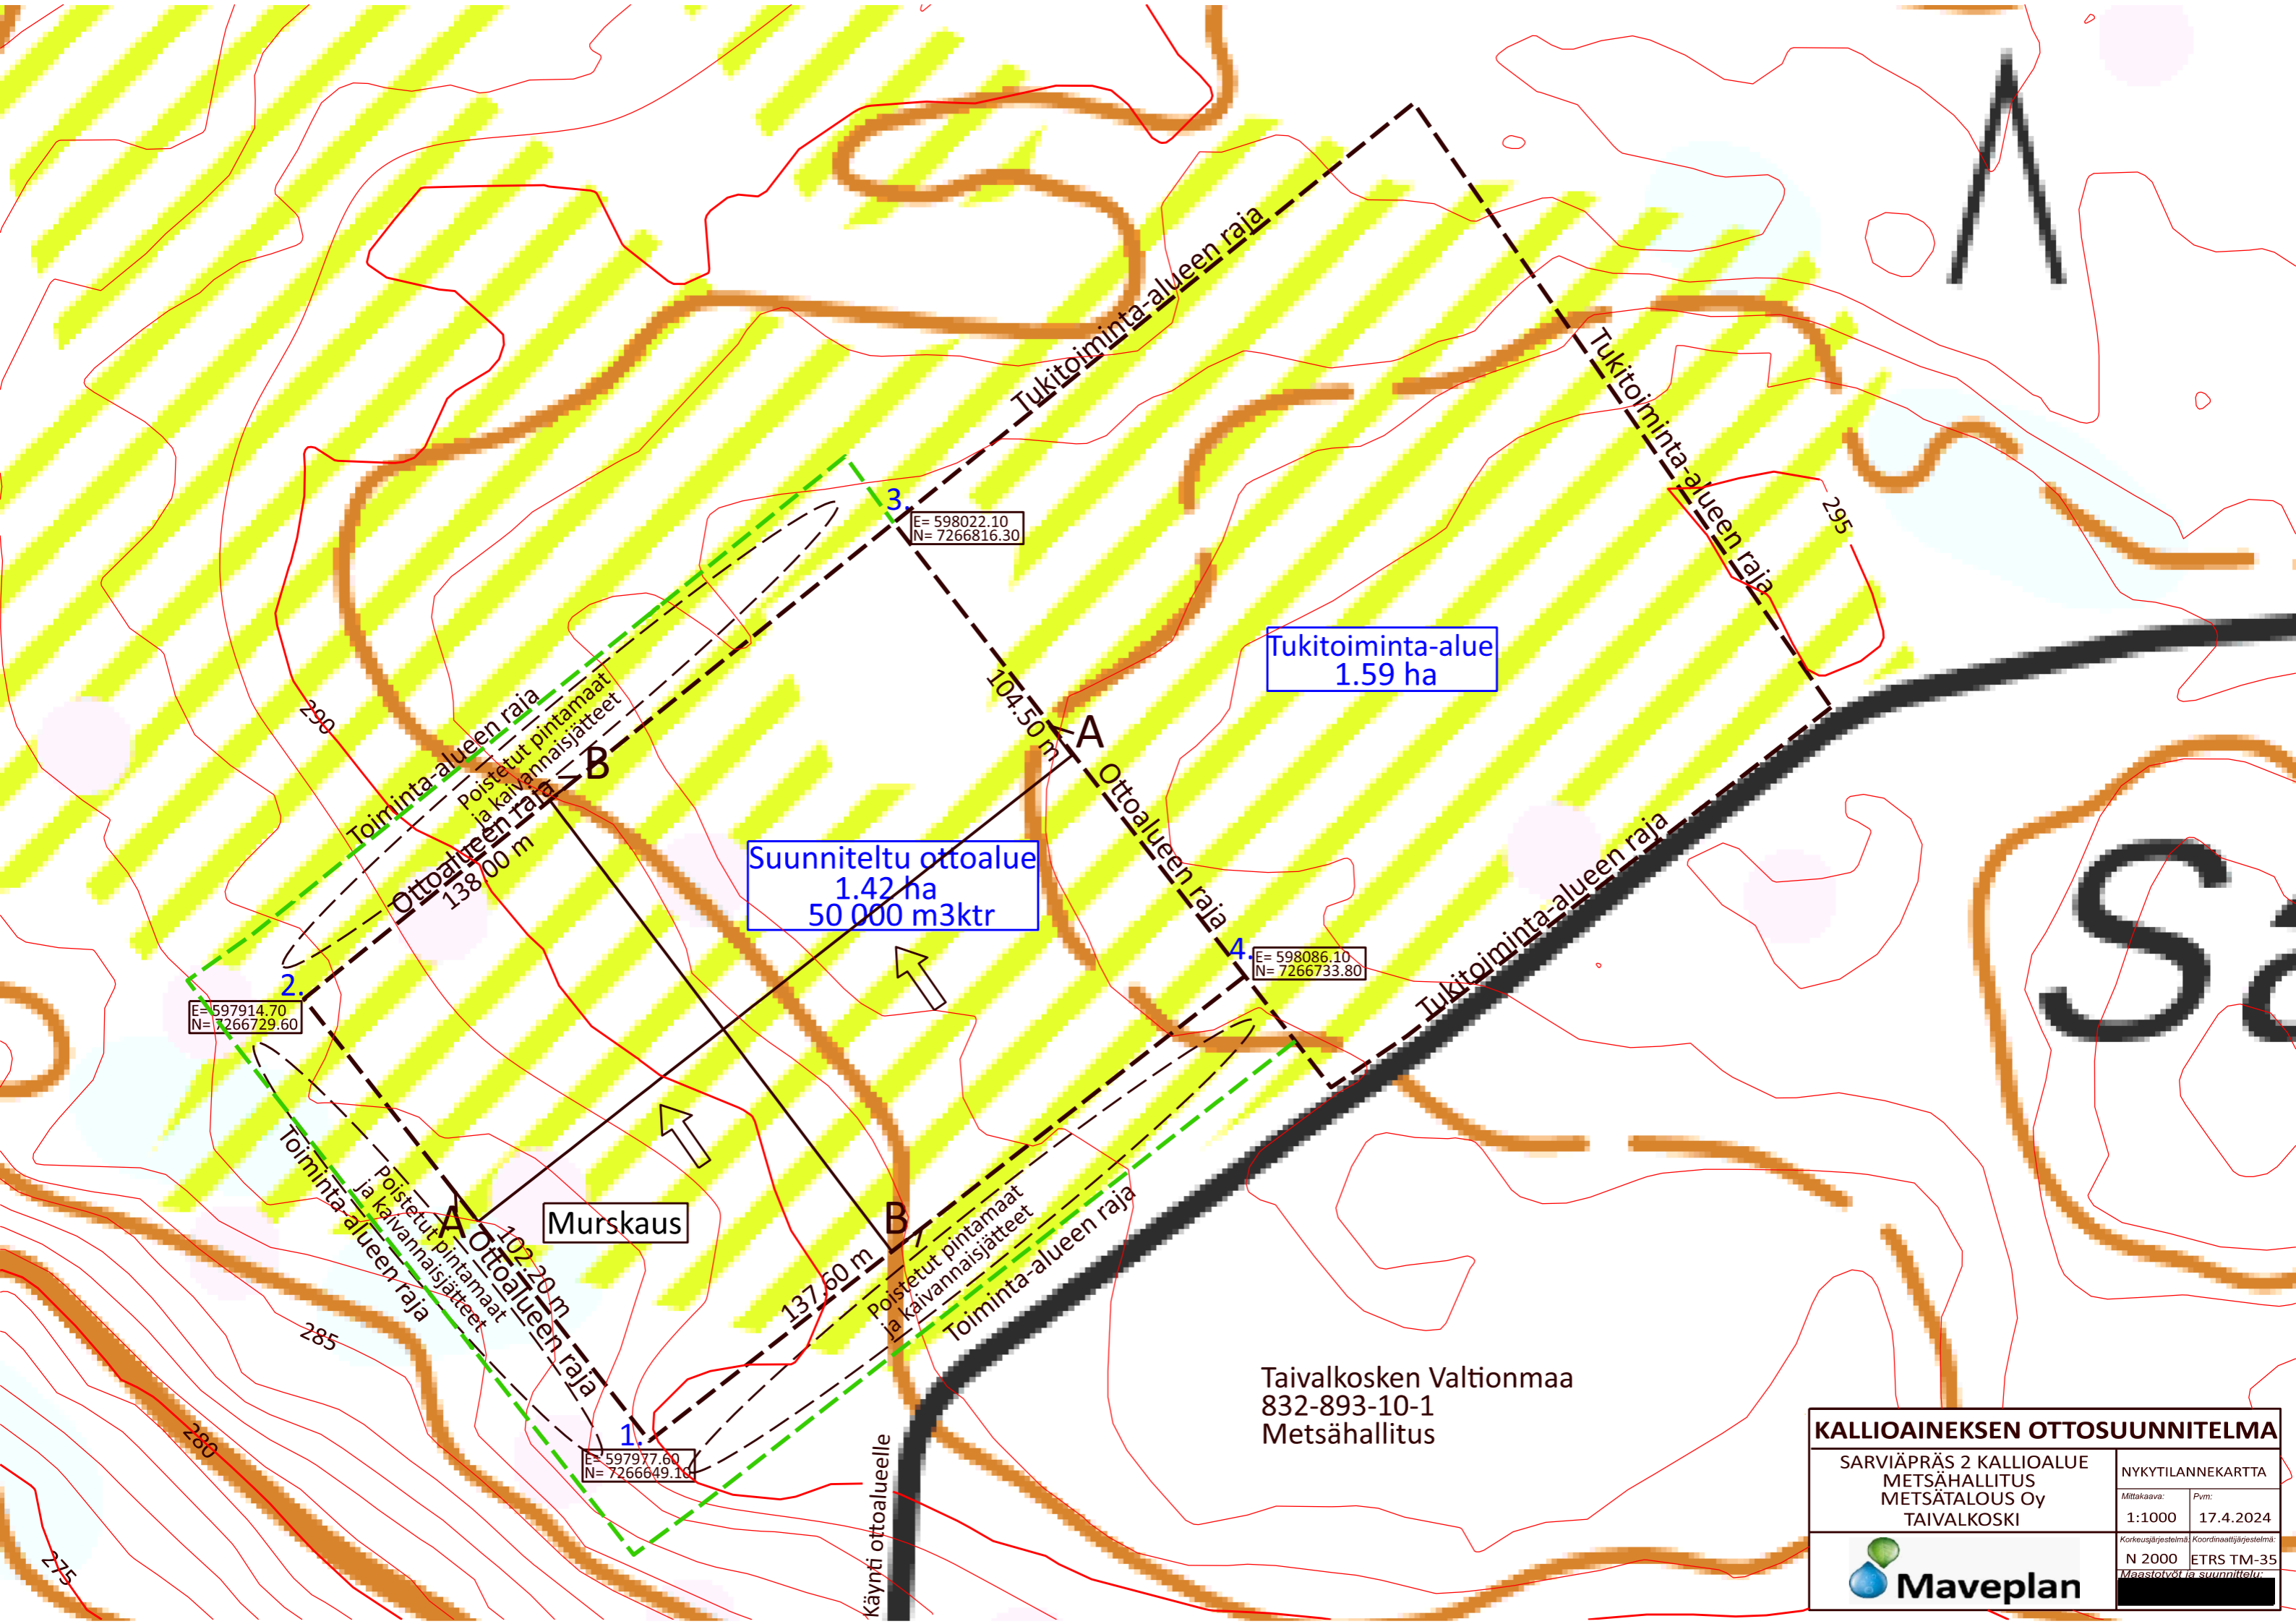 Tukitoiminta-alueen raja
Tukitoiminta-alueen raja
295
3.
E= 598022.10
N= 7266816.30
Tukitoiminta-alue
1.59 ha
290
Toiminta-alueen raja
Poistetut pintamaat
ja kaivannaisjätteet
Ottoalueen raja
138.00 m
B
104.50 m
A
Ottoalueen raja
Suunniteltu ottoalue
1.42 ha
50 000 m3ktr
4.
E= 598086.10
N= 7266733.80
Tukitoiminta-alueen raja
2.
E= 597914.70
N= 7266729.60
Toiminta-alueen raja
Poistetut pintamaat
ja kaivannaisjätteet
A
102.20 m
Ottoalueen raja
Murskaus
B
137.60 m
Poistetut pintamaat
ja kaivannaisjätteet
Toiminta-alueen raja
285
280
275
1.
E= 597977.60
N= 7266649.10
Käynti ottoalueelle
Taivalkosken Valtionmaa
832-893-10-1
Metsähallitus
KALLIOAINEKSEN OTTOSUUNNITELMA
SARVIÄPRÄS 2 KALLIOALUE
METSÄHALLITUS
METSÄTALOUS Oy
TAIVALKOSKI
NYKYTILANNEKARTTA
Mittakaava:
1:1000
Pvm:
17.4.2024
Korkeusjärjestelmä:
N 2000
Koordinaattijärjestelmä:
ETRS TM-35
Maastotyöt ja suunnittelu:
Maveplan